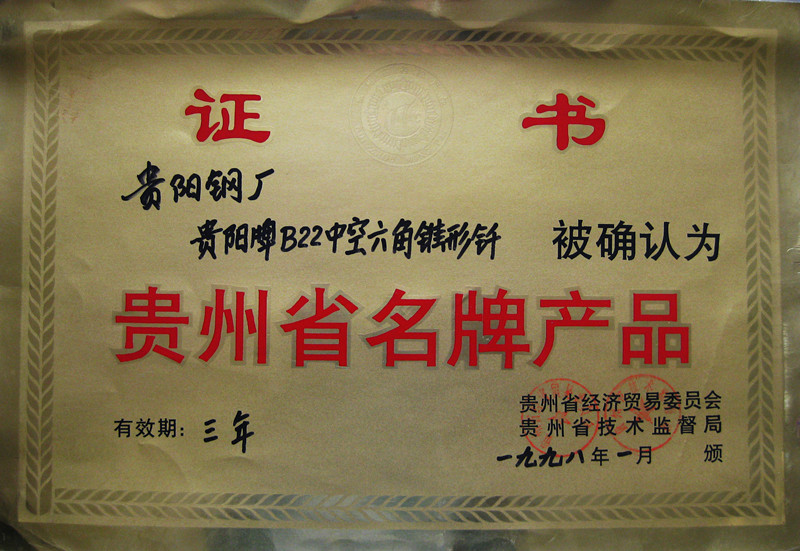 证 书
贵阳钢厂
贵阳牌B22中空六角锥形钎 被确认为
贵州省名牌产品
有效期：三年
贵州省经济贸易委员会
贵州省技术监督局
一九九八年一月 颁